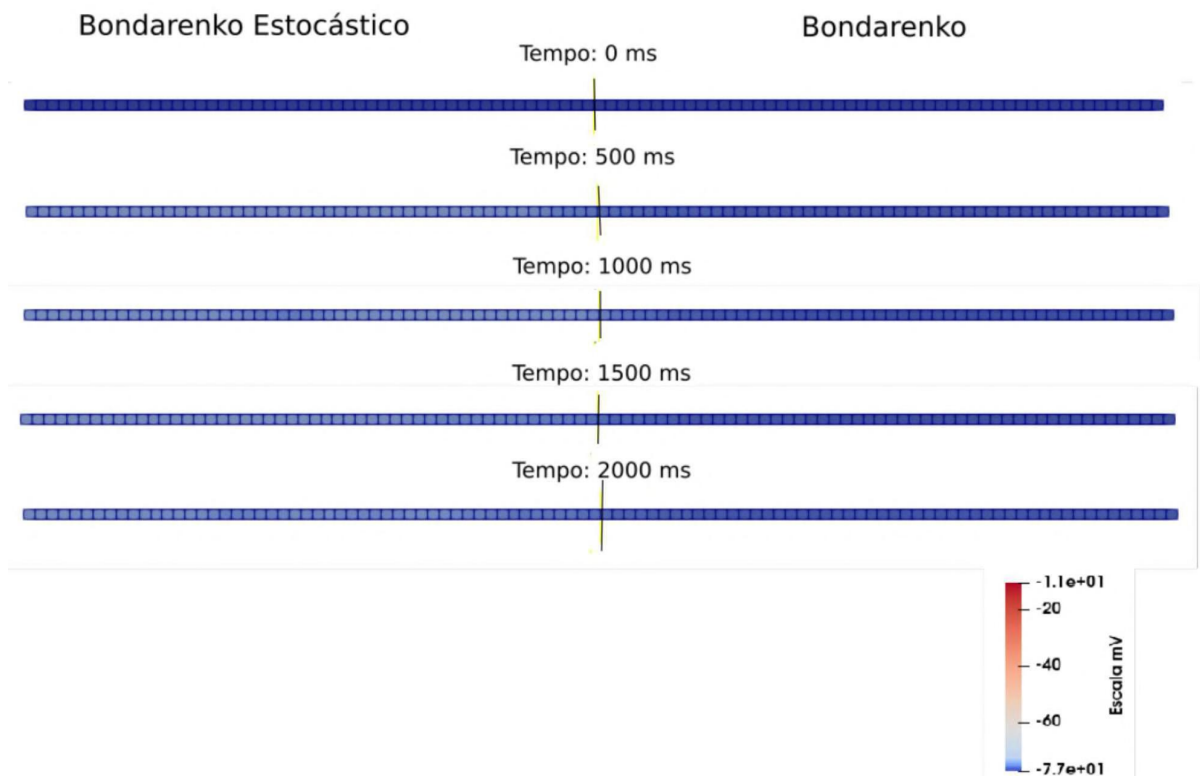 Bondarenko Estocástico
Bondarenko
Tempo: 0 ms
Tempo: 500 ms
Tempo: 1000 ms
Tempo: 1500 ms
Tempo: 2000 ms
-1.1e+01
-20
-40
-60
-7.7e+01
Escala mV